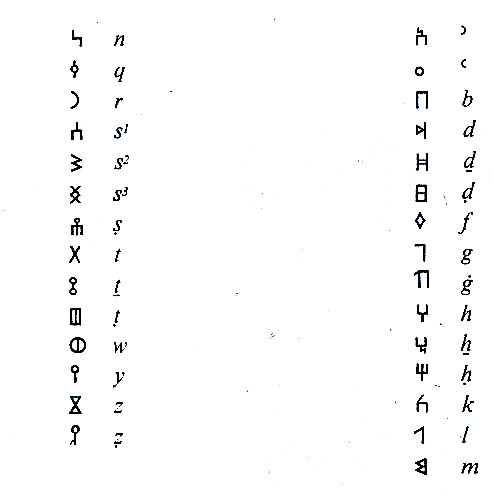 𐩱 ʾ
𐩲 ʿ
𐩨 b
𐩵 d
𐩹 ḏ
𐩳 ḍ
𐩰 f
𐩴 g
𐩶 ġ
𐩠 h
𐩭 ẖ
𐩢 ḥ
𐩫 k
𐩡 l
𐩣 m
𐩬 n
𐩤 q
𐩧 r
𐩪 s¹
𐩦 s²
𐩯 s³
𐩮 ṣ
𐩩 t
𐩻 ṯ
𐩷 ṭ
𐩥 w
𐩺 y
𐩸 z
𐩼 ẓ